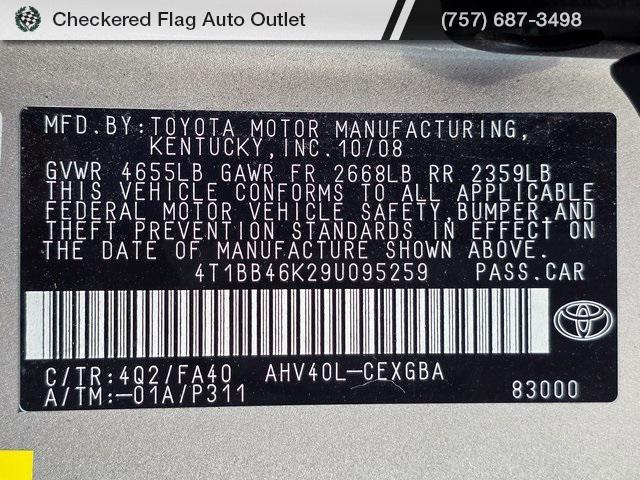 Checkered Flag Auto Outlet (757) 687-3498
MFD.BY:TOYOTA MOTOR MANUFACTURING,
KENTUCKY,INC.10/08
GVWR 4655LB GAWR FR 2668LB RR 2359LB
THIS VEHICLE CONFORMS TO ALL APPLICABLE
FEDERAL MOTOR VEHICLE SAFETY,BUMPER,AND
THEFT PREVENTION STANDARDS IN EFFECT ON
THE DATE OF MANUFACTURE SHOWN ABOVE.
4T1BB46K29U095259 PASS.CAR
C/TR:4Q2/FA40 AHV40L-CEXGBA
A/TM:-01A/P311 83000